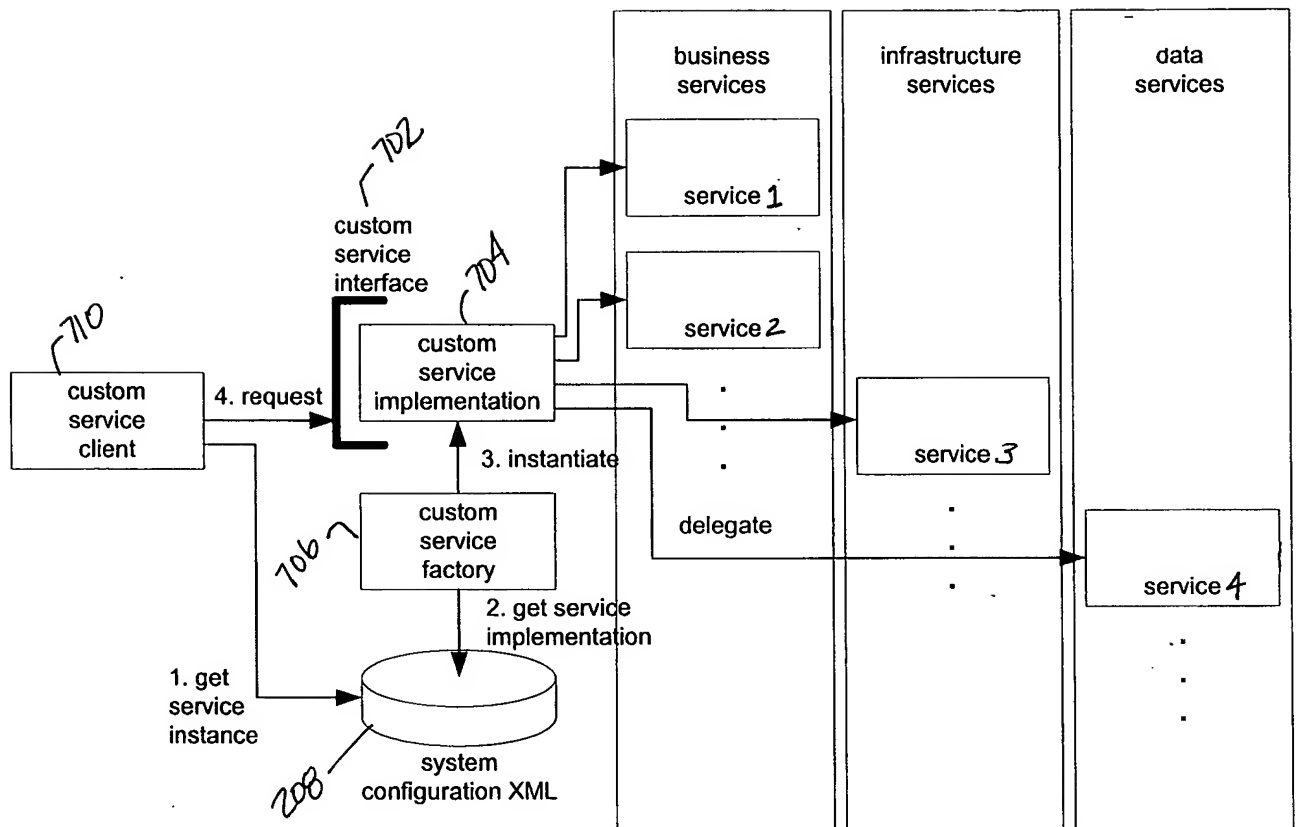 business
services
infrastructure
services
data
services
service 1
service 2
service 3
service 4
702
custom
service
interface
704
custom
service
implementation
710
custom
service
client
4. request
3. instantiate
706
custom
service
factory
delegate
2. get service
implementation
1. get
service
instance
208
system
configuration XML